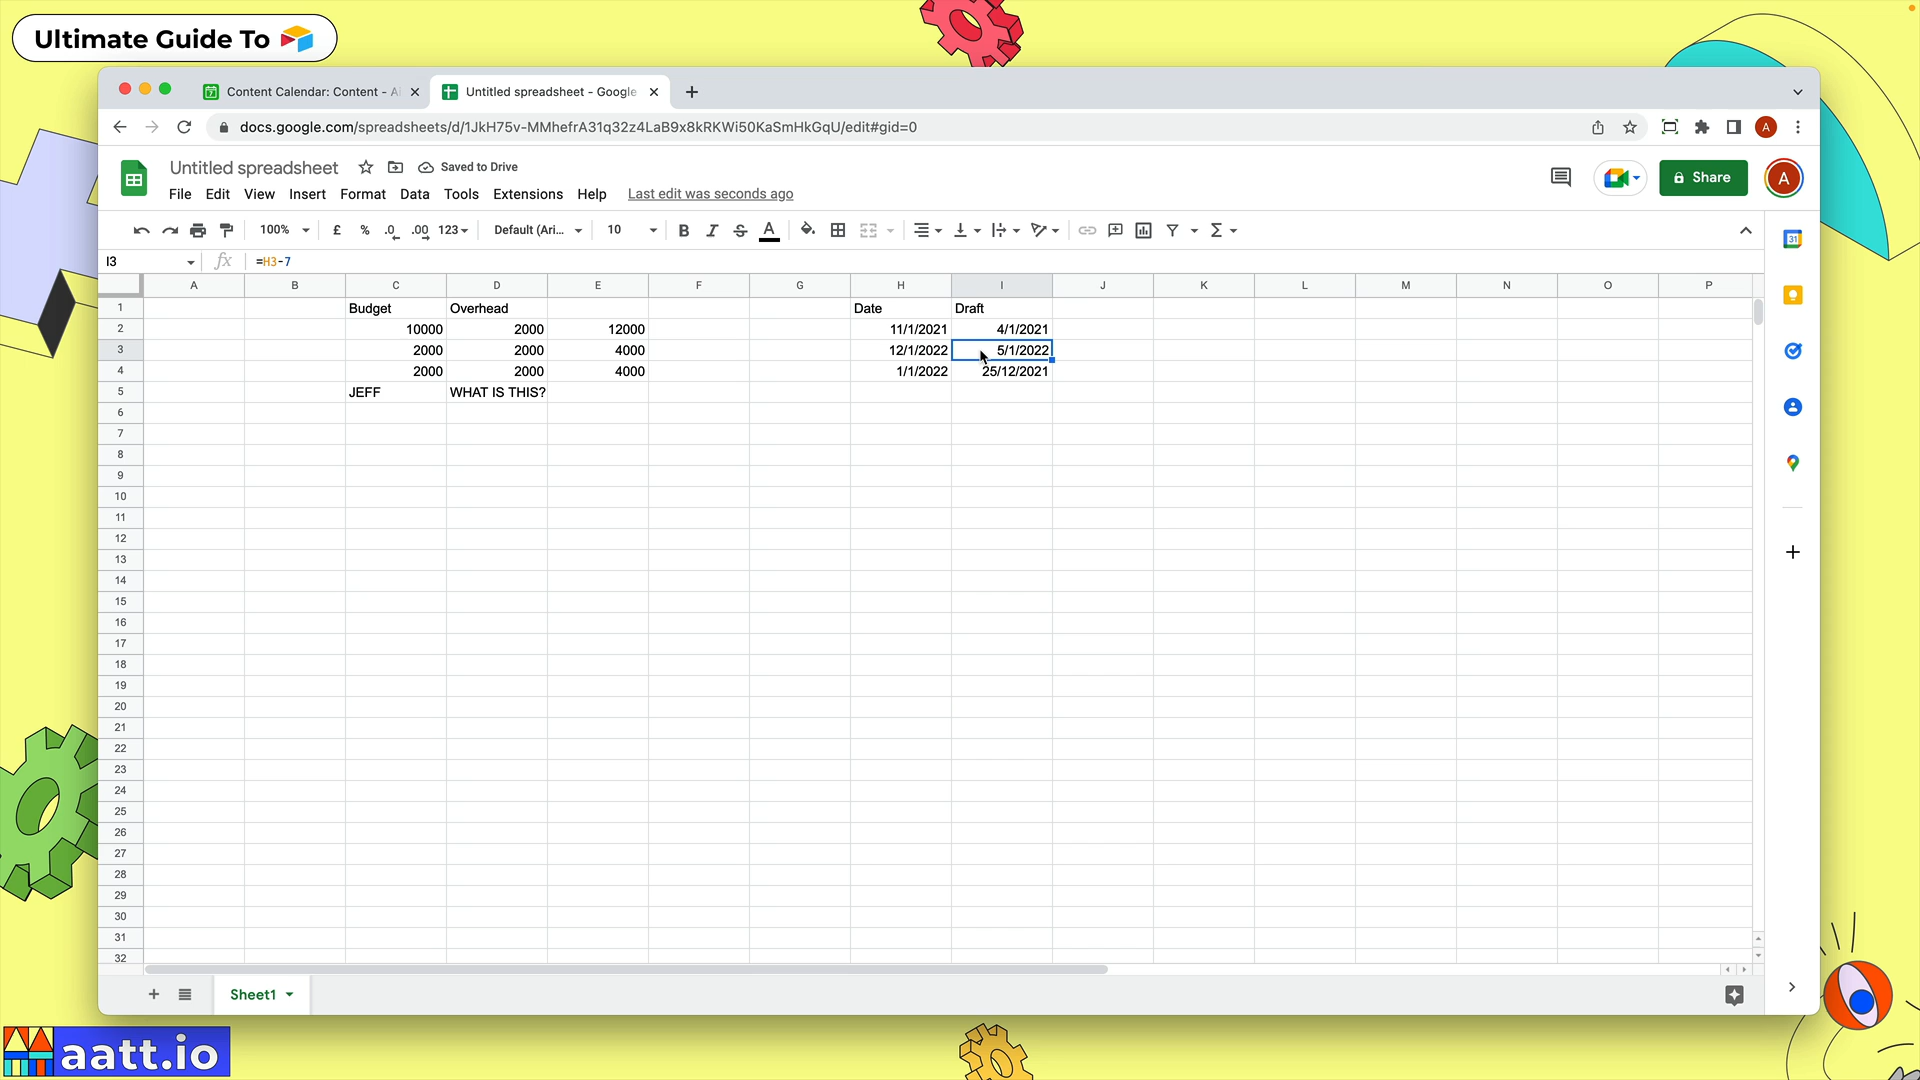 Ultimate Guide To
Content Calendar: Content - A
Untitled spreadsheet - Google
docs.google.com/spreadsheets/d/1JkH75v-MMhefrA31q32z4LaB9x8kRKWi50KaSmHkGqU/edit#gid=0
A
Untitled spreadsheet
Saved to Drive
File Edit View Insert Format Data Tools Extensions Help Last edit was seconds ago
Share
A
100% £ % .0 .00 123 Default (Ari... 10 B I S A Σ
31
I3 fx =H3-7
A B C D E F G H I J K L M N O P
1 Budget Overhead Date Draft
2 10000 2000 12000 11/1/2021 4/1/2021
3 2000 2000 4000 12/1/2022 5/1/2022
4 2000 2000 4000 1/1/2022 25/12/2021
5 JEFF WHAT IS THIS?
6
7
8
9
10
11
12
13
14
15
16
17
18
19
20
21
22
23
24
25
26
27
28
29
30
31
32
Sheet1
aatt.io